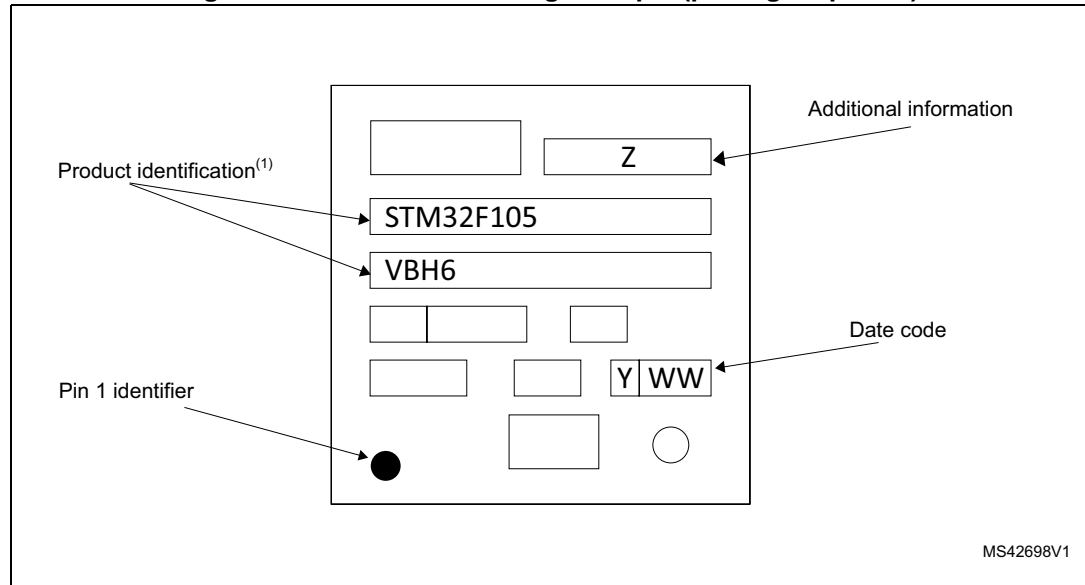 Additional information
Z
Product identification(1)
STM32F105
VBH6
Date code
Y WW
Pin 1 identifier
MS42698V1